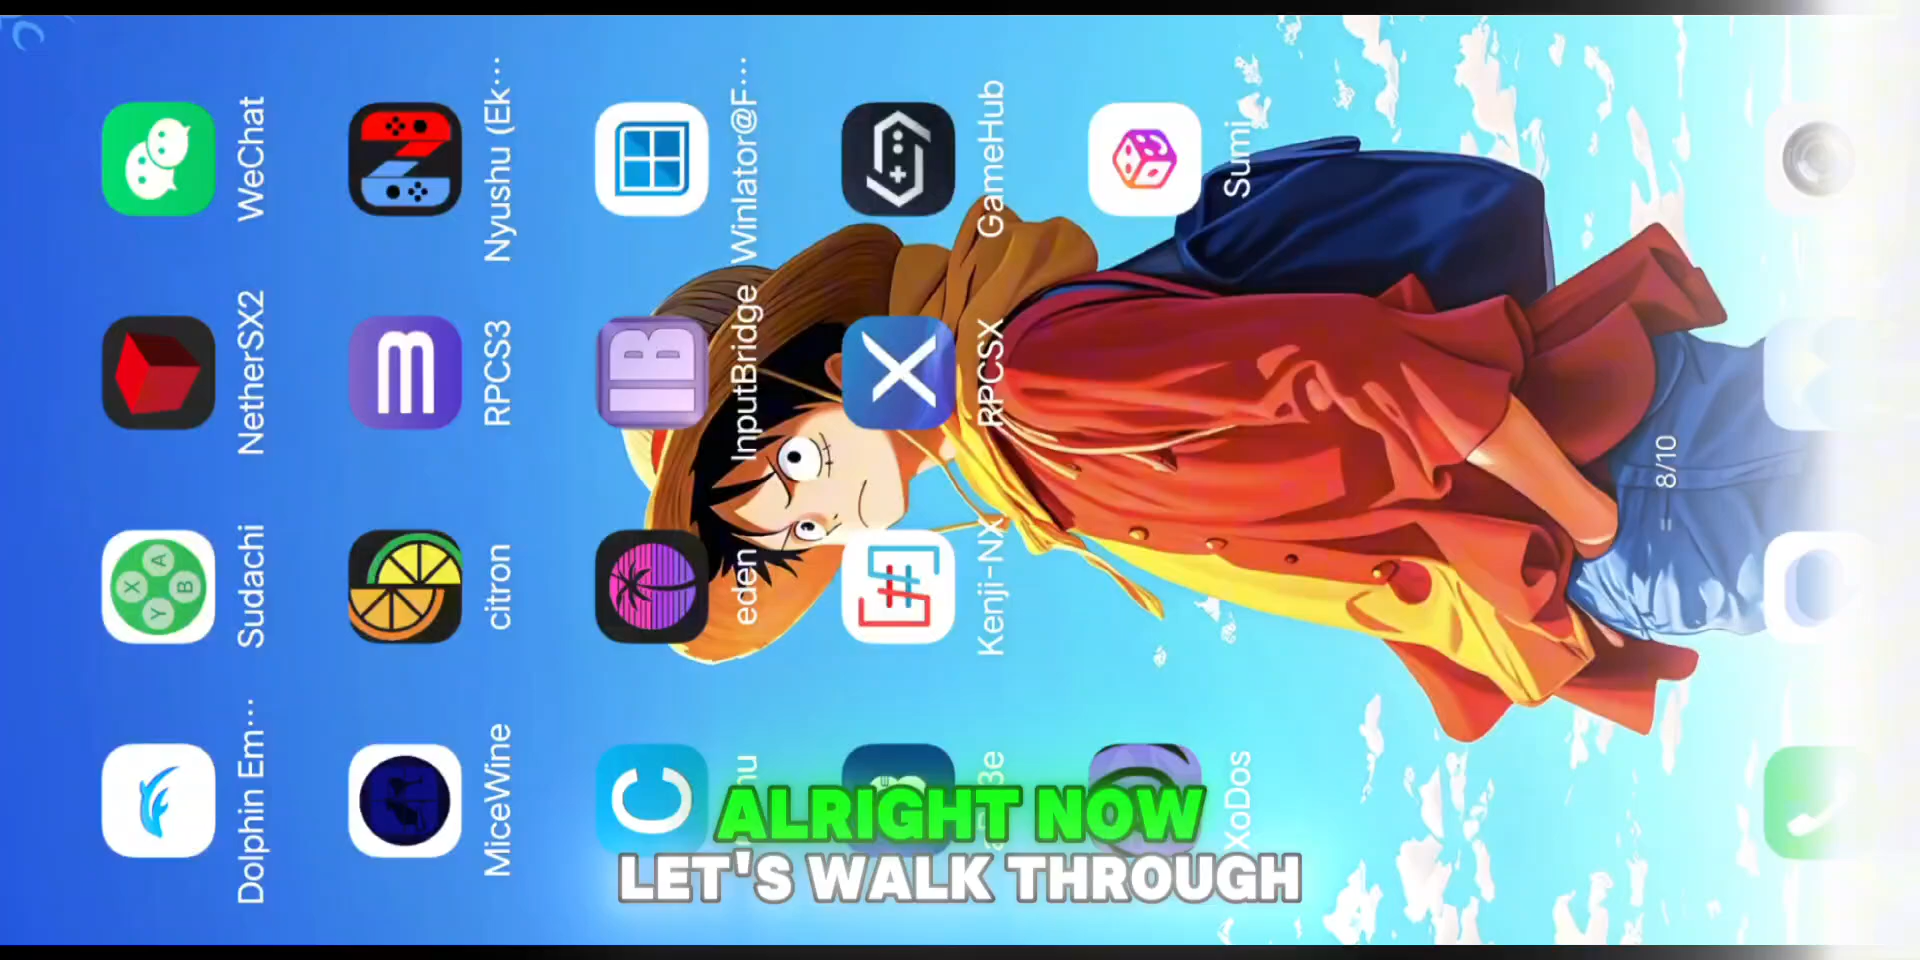 WeChat
Nyushu (Ek...
Winlator@F...
GameHub
Sumi
NetherSX2
RPCS3
InputBridge
RPCSX
Sudachi
X A
Y B
citron
eden
Kenji-NX
8/10
Dolphin Em...
MiceWine
XoDos
ALRIGHT NOW
LET'S WALK THROUGH